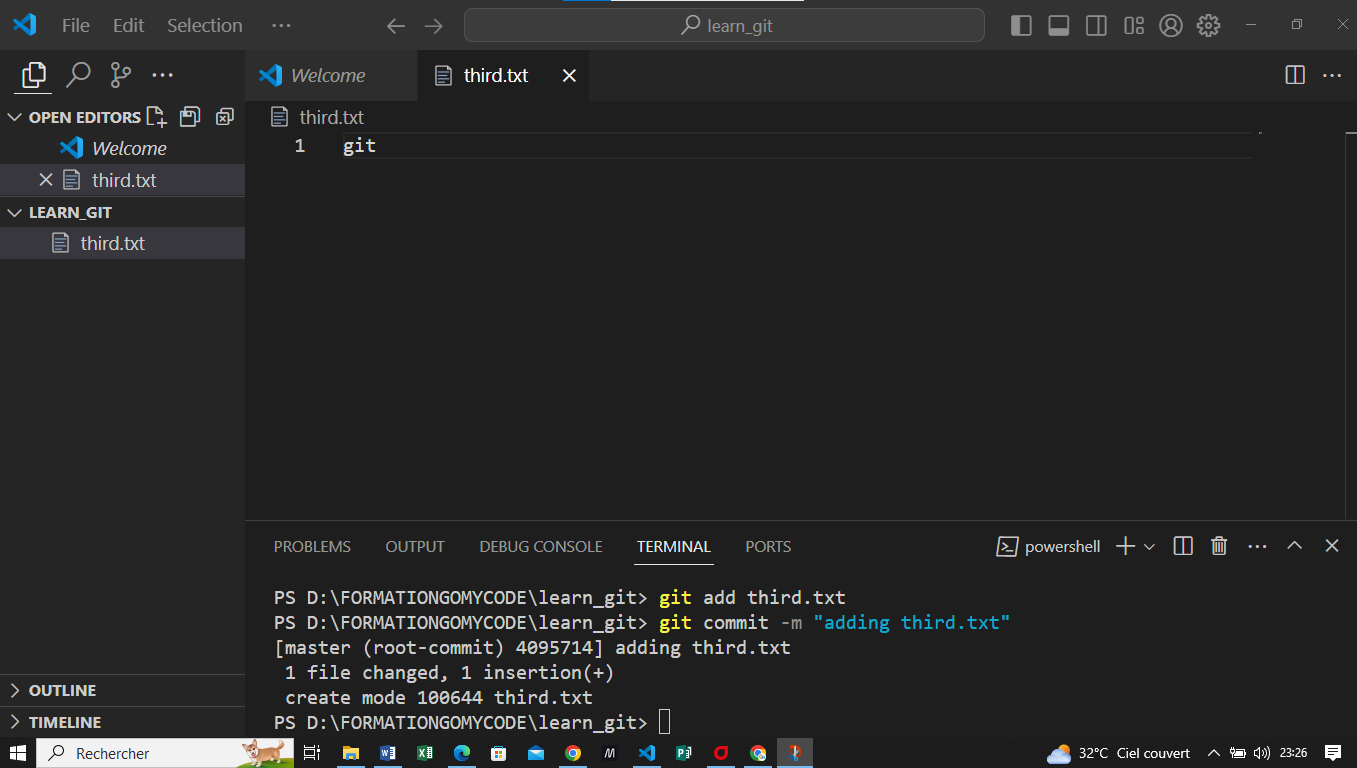 File Edit Selection ··· learn_git
Welcome third.txt
OPEN EDITORS
Welcome
third.txt
LEARN_GIT
third.txt
OUTLINE
TIMELINE
third.txt
1 git
PROBLEMS OUTPUT DEBUG CONSOLE TERMINAL PORTS powershell
PS D:\FORMATIONGOMYCODE\learn_git> git add third.txt
PS D:\FORMATIONGOMYCODE\learn_git> git commit -m "adding third.txt"
[master (root-commit) 4095714] adding third.txt
1 file changed, 1 insertion(+)
create mode 100644 third.txt
PS D:\FORMATIONGOMYCODE\learn_git>
Rechercher 32°C Ciel couvert 23:26